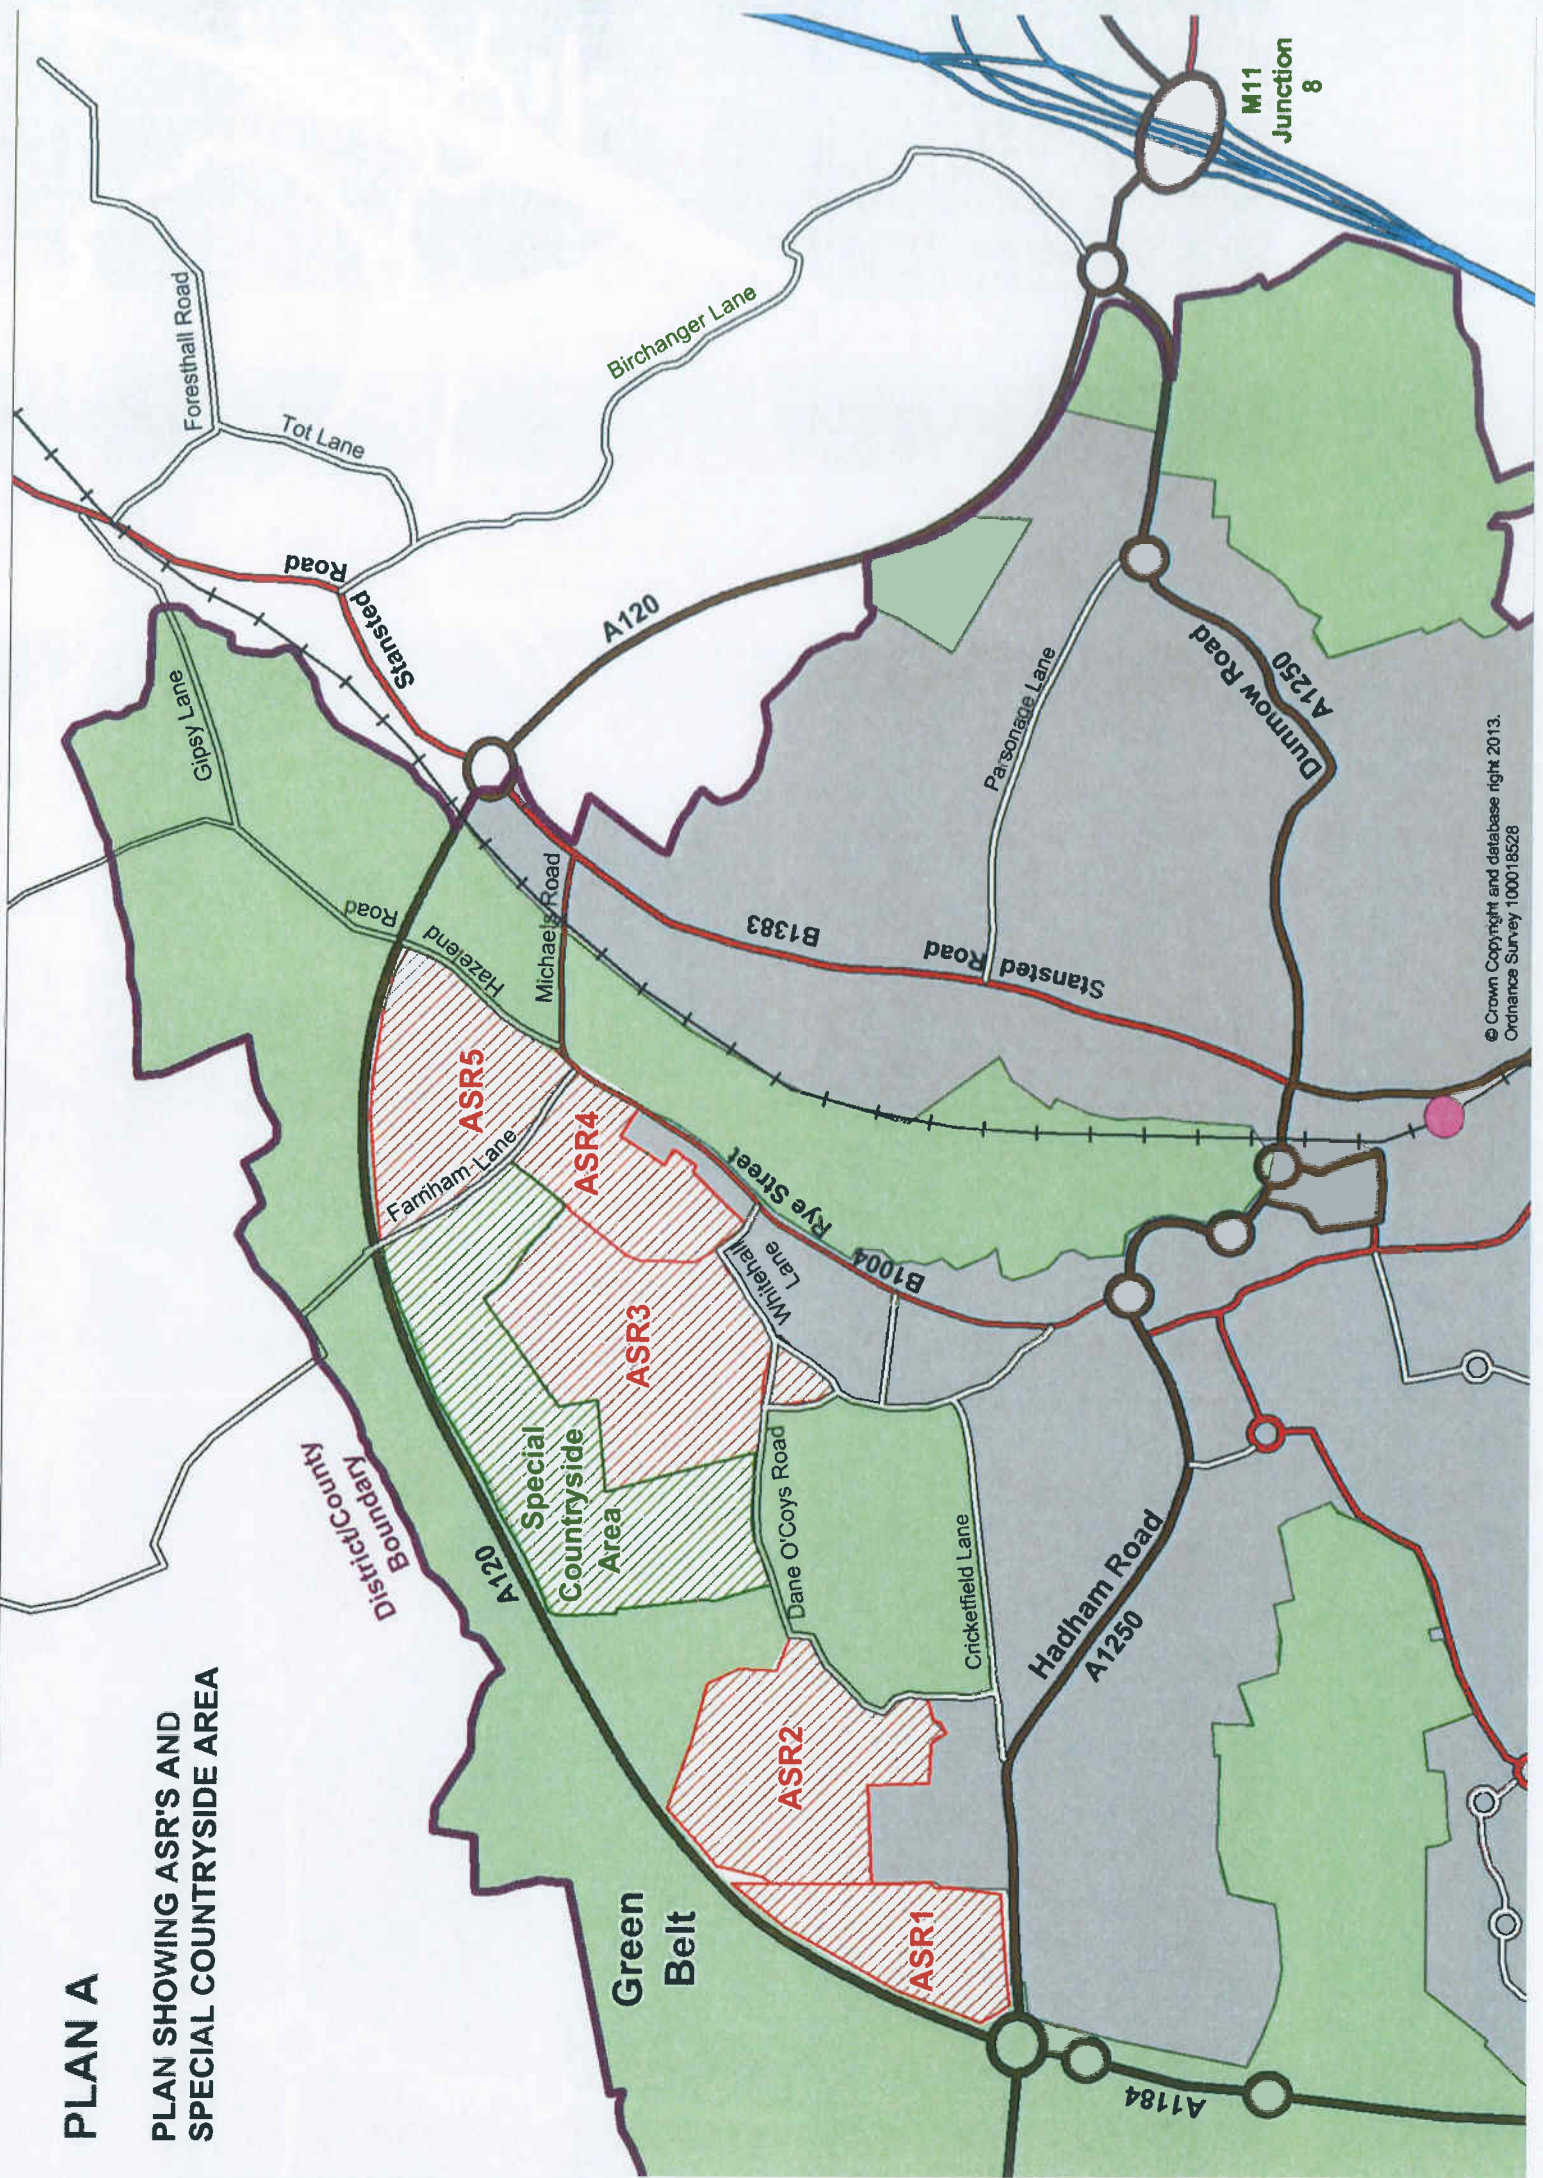 PLAN A
PLAN SHOWING ASR'S AND
SPECIAL COUNTRYSIDE AREA
District/County
Boundary
Green
Belt
A120
Special
Countryside
Area
ASR1
ASR2
ASR3
ASR4
ASR5
Farnham Lane
Hazelend
Road
Gipsy Lane
Michaels Road
Foresthall Road
Tot Lane
Birchanger Lane
Stansted
Road
A120
M11
Junction
8
Rye Street
B1004
Whitehall
Lane
Dane O'Coys Road
Cricketfield Lane
Hadham Road
A1250
A1184
B1383
Stansted Road
Parsonage Lane
Dunmow Road
A1250
© Crown Copyright and database right 2013.
Ordnance Survey 100018528